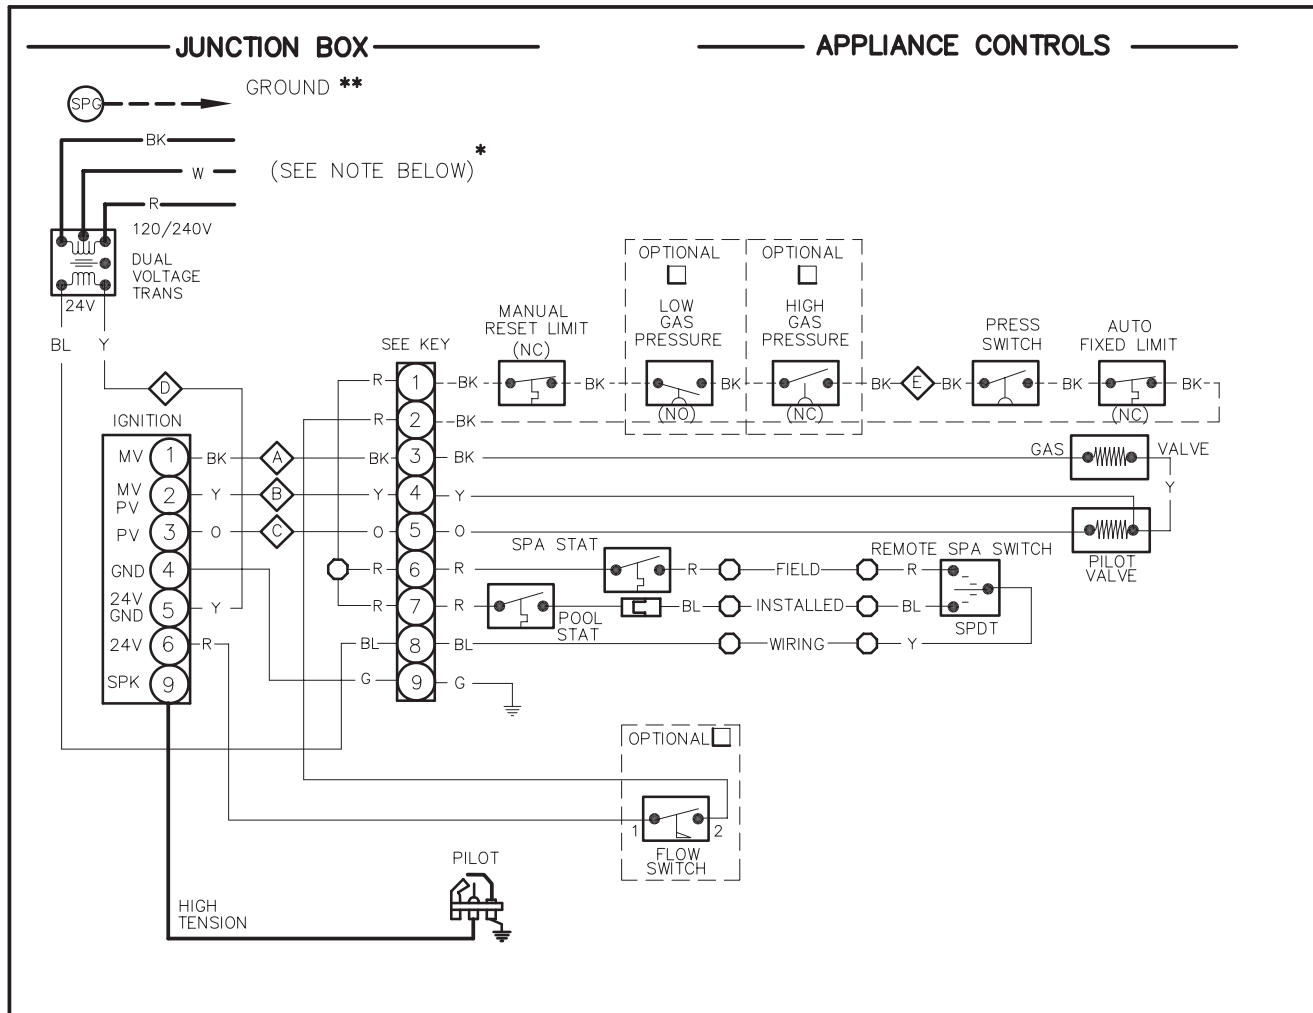 JUNCTION BOX
APPLIANCE CONTROLS
GROUND **
SPG
BK
W
(SEE NOTE BELOW)*
R
120/240V
DUAL
VOLTAGE
TRANS
24V
BL Y
D
OPTIONAL
LOW
GAS
PRESSURE
(NO)
OPTIONAL
HIGH
GAS
PRESSURE
(NC)
MANUAL
RESET LIMIT
(NC)
PRESS
SWITCH
AUTO
FIXED LIMIT
(NC)
SEE KEY
R 1 BK BK BK BK E BK BK BK
R 2 BK
IGNITION
MV 1 BK A BK 3 BK GAS VALVE
MV
PV 2 Y B Y 4 Y Y
PV 3 O C O 5 O
PILOT
VALVE
SPA STAT
REMOTE SPA SWITCH
GND 4 R 6 R R FIELD R
24V
GND 5 Y R 7 R BL INSTALLED BL
POOL
STAT
SPDT
24V 6 R BL 8 BL WIRING Y
SPK 9 G 9 G
OPTIONAL
1 2
FLOW
SWITCH
PILOT
HIGH
TENSION